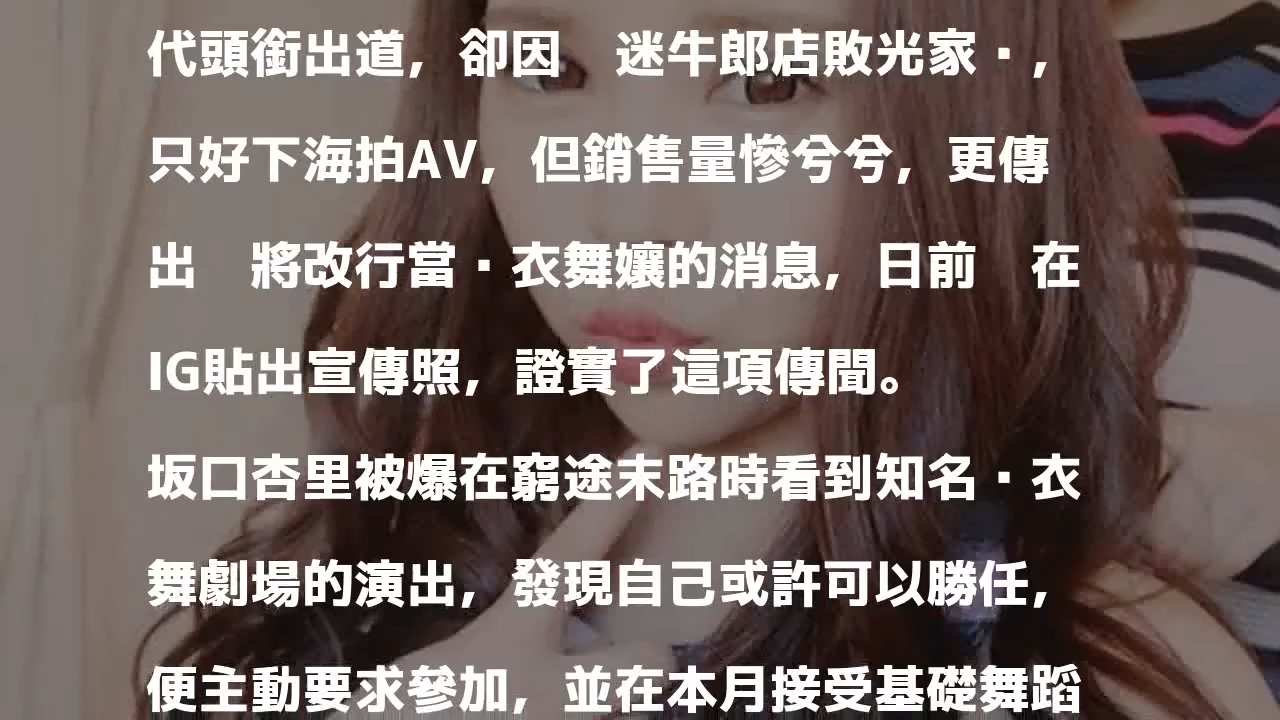 代頭銜出道，卻因　迷牛郎店敗光家·，
只好下海拍AV，但銷售量慘兮兮，更傳
出　將改行當·衣舞孃的消息，日前　在
IG貼出宣傳照，證實了這項傳聞。
坂口杏里被爆在窮途末路時看到知名·衣
舞劇場的演出，發現自己或許可以勝任，
便主動要求參加，並在本月接受基礎舞蹈